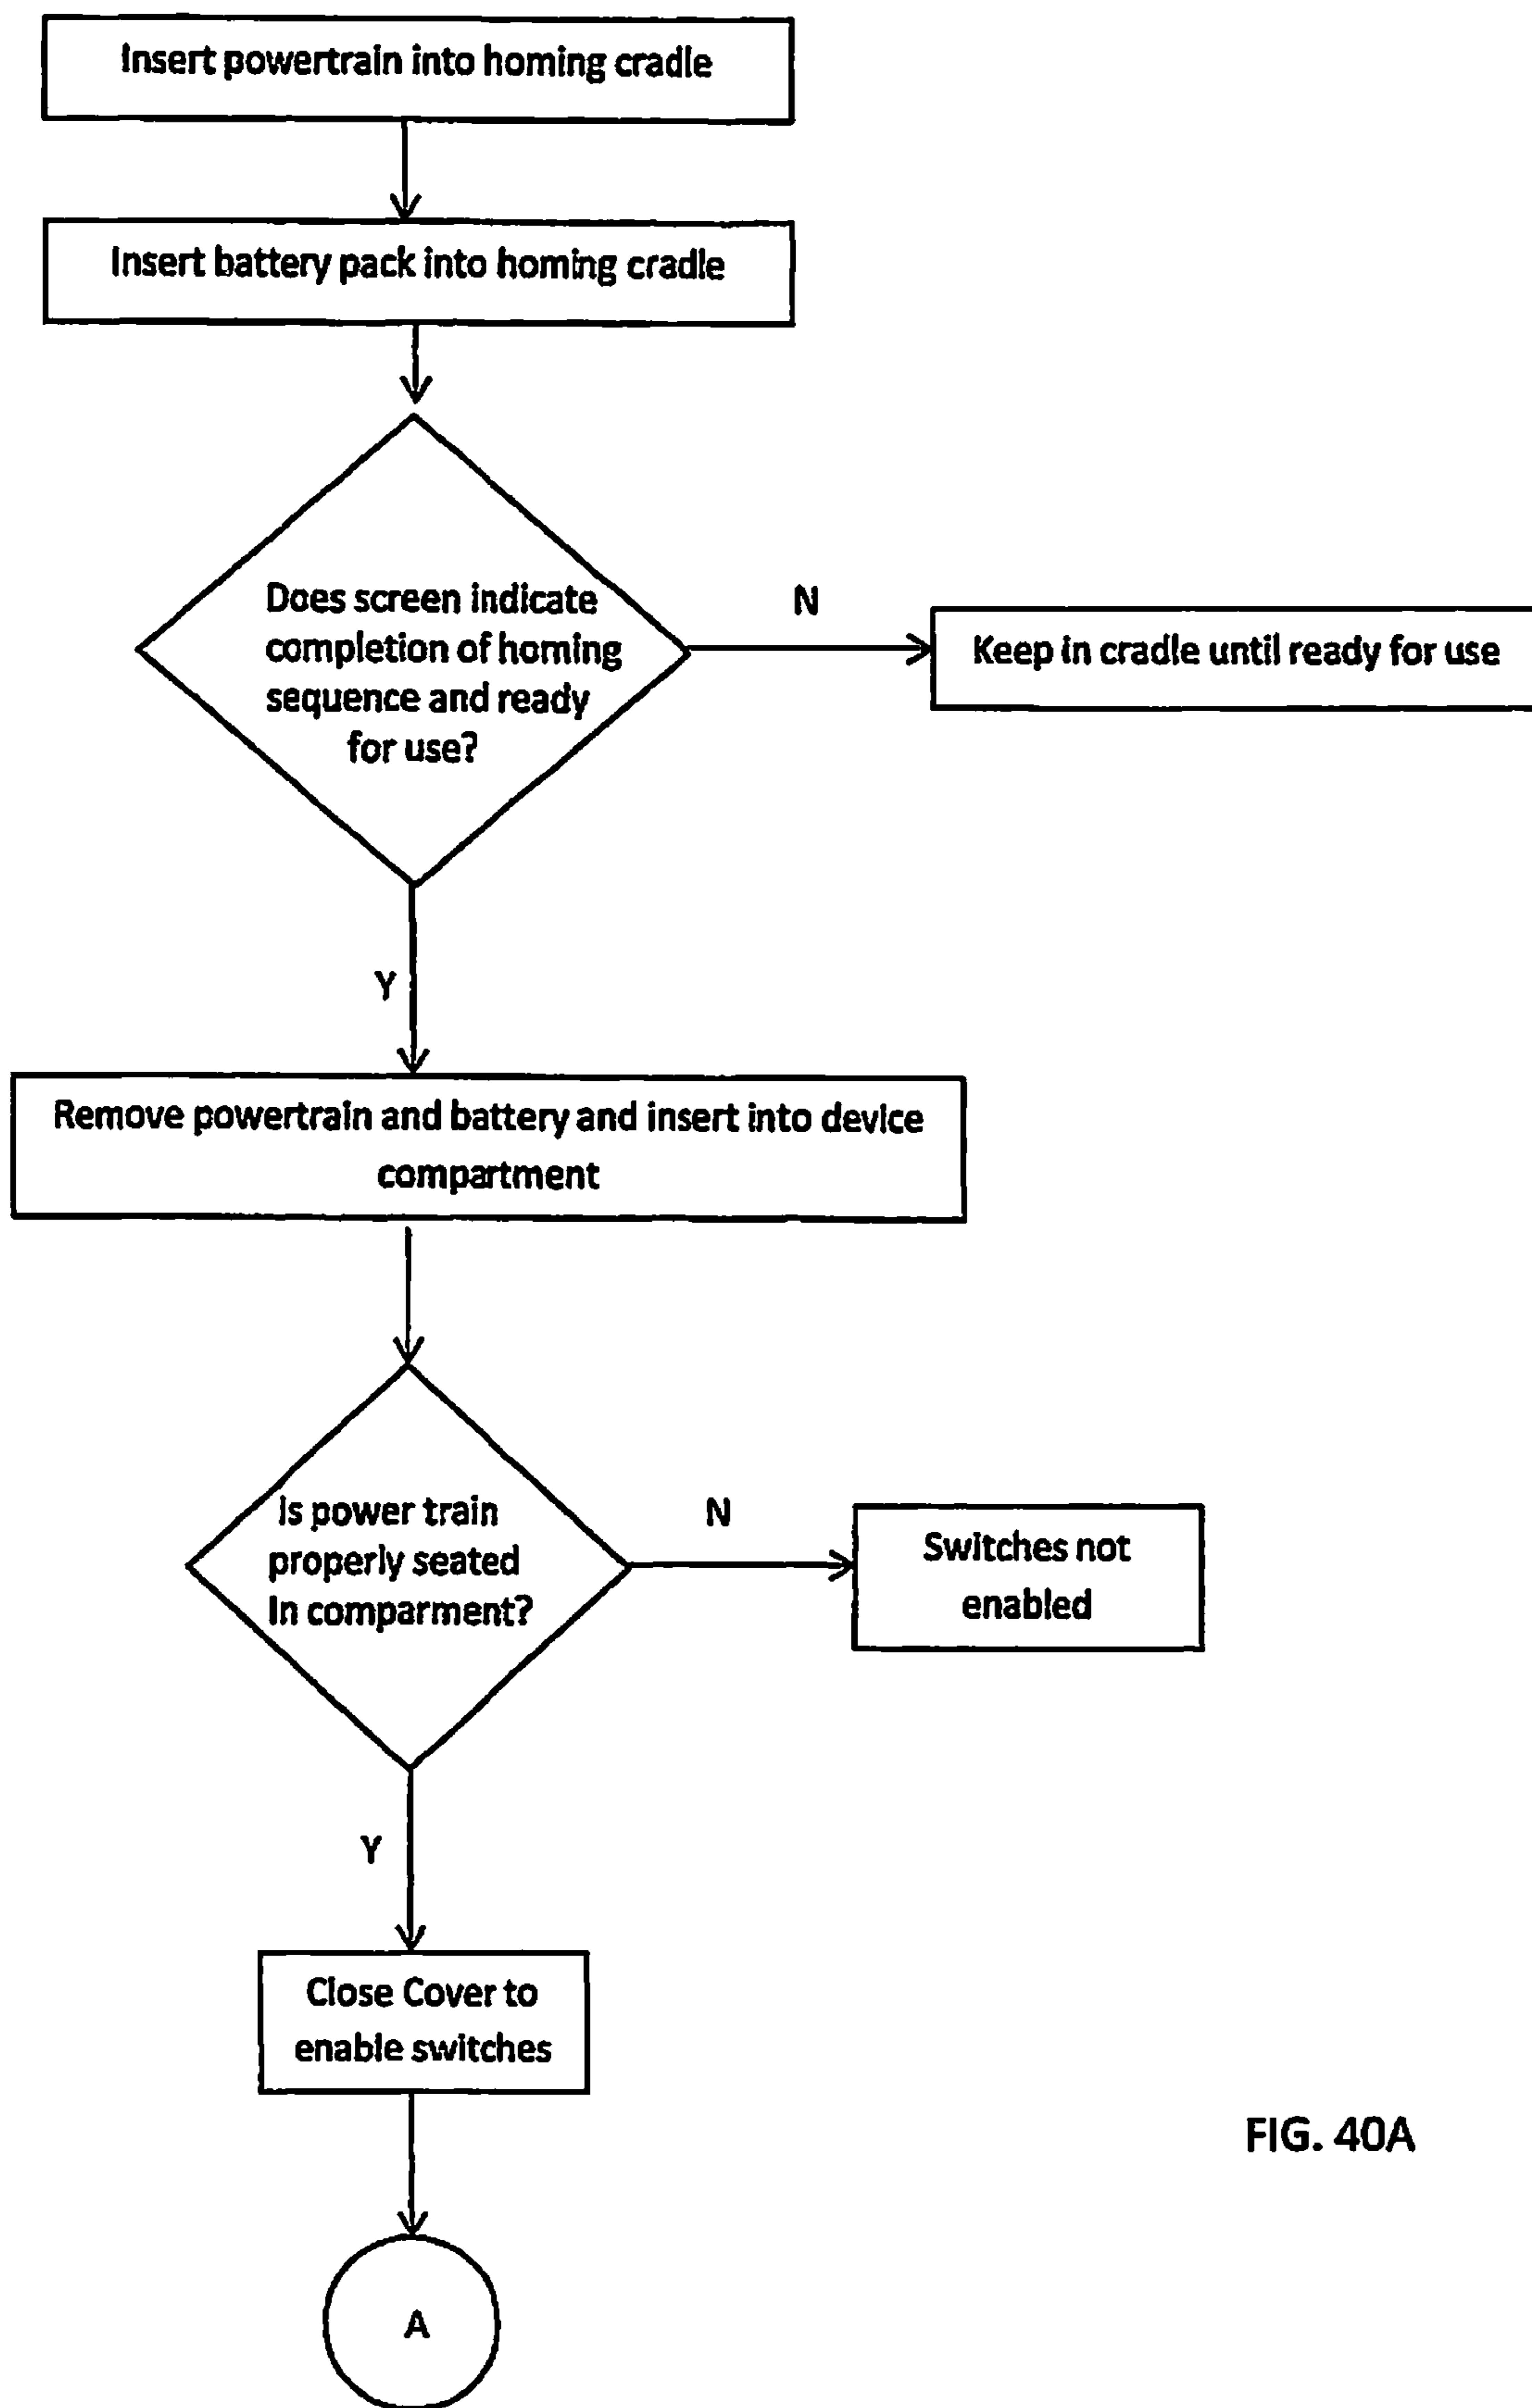 Insert powertrain into homing cradle
Insert battery pack into homing cradle
Does screen indicate
completion of homing
sequence and ready
for use?
N
Keep in cradle until ready for use
Y
Remove powertrain and battery and insert into device
compartment
Is power train
properly seated
In comparment?
N
Switches not
enabled
Y
Close Cover to
enable switches
FIG. 40A
A